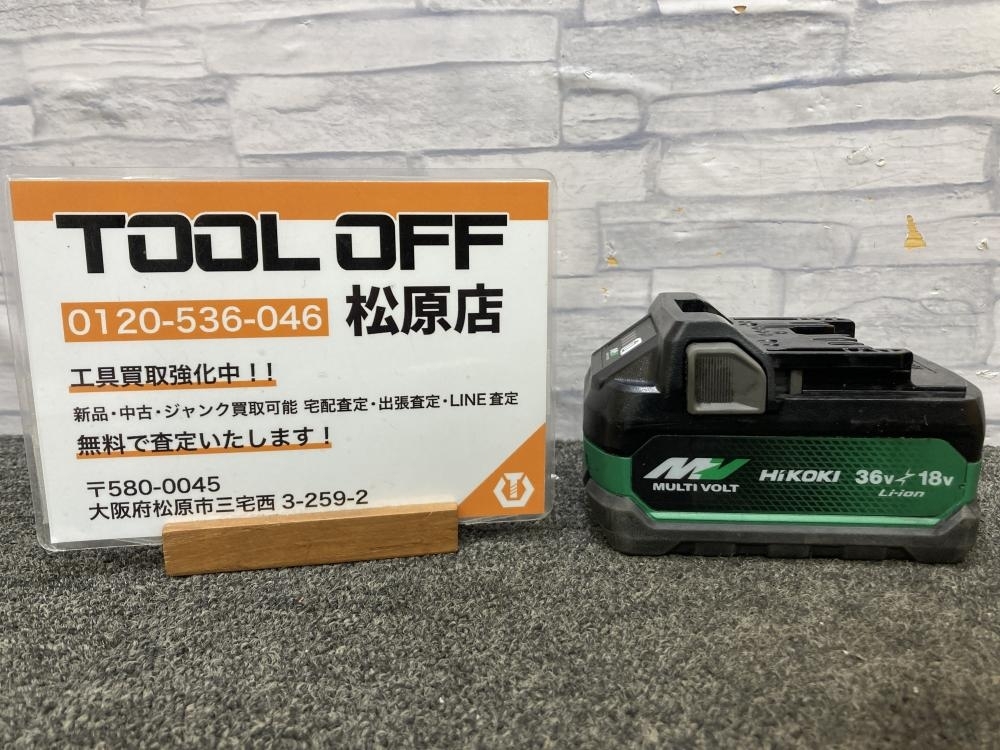 TOOL OFF
0120-536-046 松原店
工具買取強化中!!
新品・中古・ジャンク買取可能 宅配査定・出張査定・LINE査定
無料で査定いたします!
〒580-0045
大阪府松原市三宅西 3-259-2
MV
MULTI VOLT
HiKOKI
36v⚡18v
Li-ion